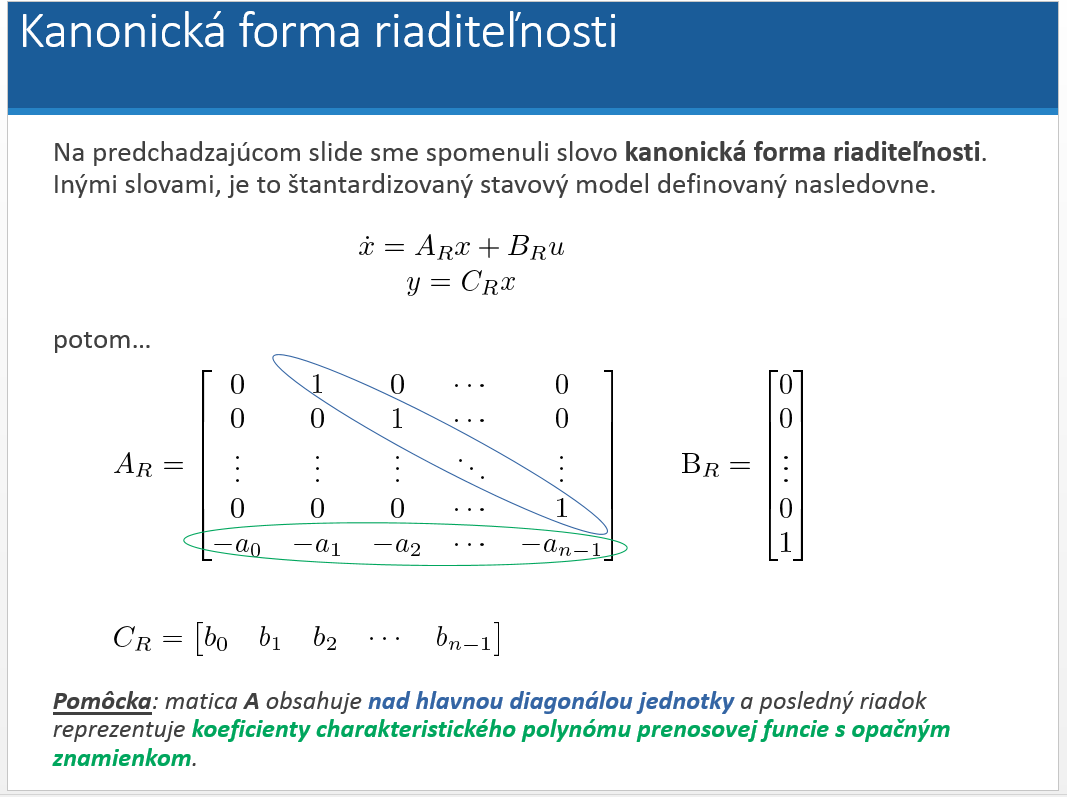 Kanonická forma riaditeľnosti
Na predchadzajúcom slide sme spomenuli slovo kanonická forma riaditeľnosti.
Inými slovami, je to štantardizovaný stavový model definovaný nasledovne.
ẋ = A_R x + B_R u
y = C_R x
potom…
A_R = [0 1 0 ⋯ 0
0 0 1 ⋯ 0
⋮ ⋮ ⋮ ⋱ ⋮
0 0 0 ⋯ 1
−a_0 −a_1 −a_2 ⋯ −a_{n−1}]
B_R = [0
0
⋮
0
1]
C_R = [b_0 b_1 b_2 ⋯ b_{n−1}]
Pomôcka: matica A obsahuje nad hlavnou diagonálou jednotky a posledný riadok
reprezentuje koeficienty charakteristického polynómu prenosovej funcie s opačným
znamienkom.